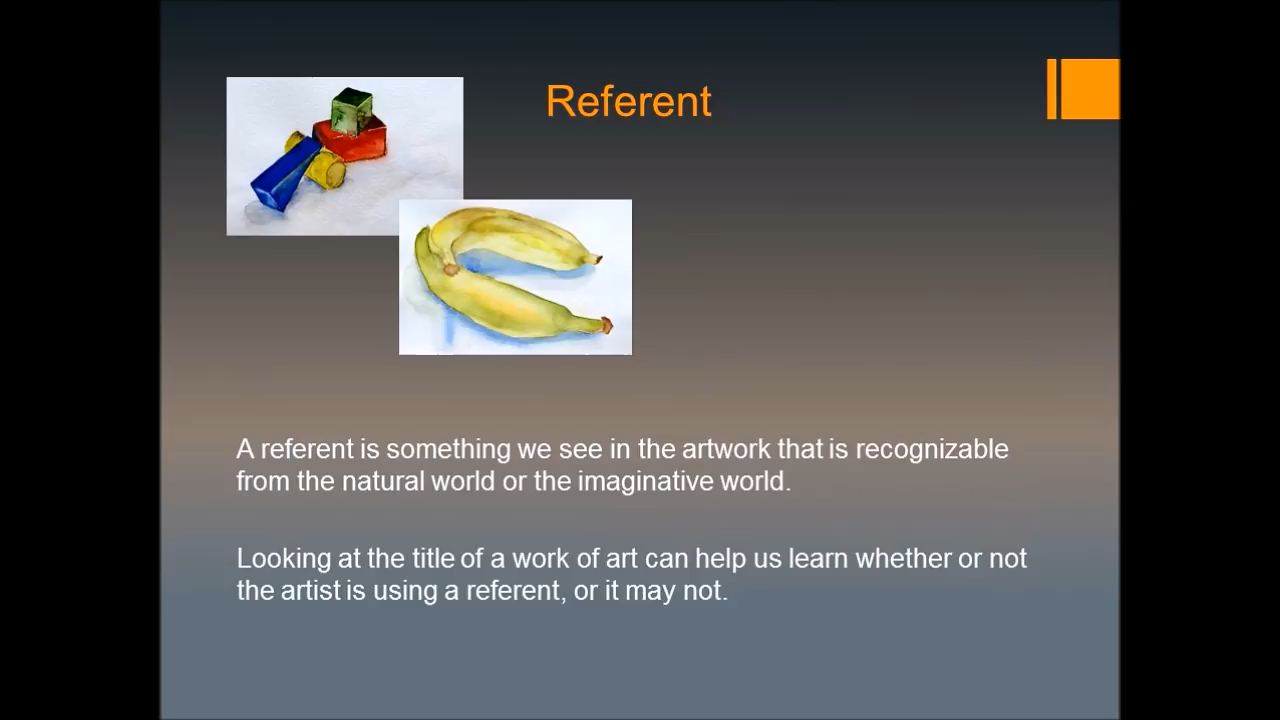 Referent
A referent is something we see in the artwork that is recognizable
from the natural world or the imaginative world.
Looking at the title of a work of art can help us learn whether or not
the artist is using a referent, or it may not.